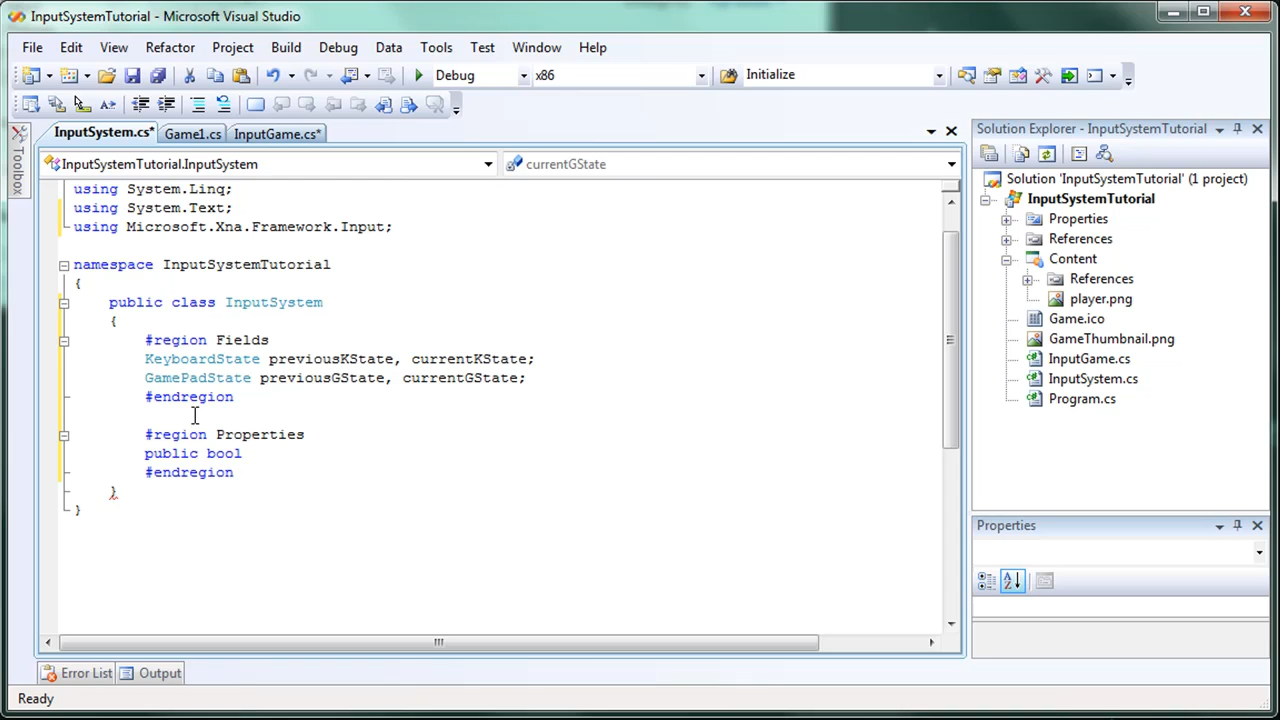 InputSystemTutorial - Microsoft Visual Studio
File Edit View Refactor Project Build Debug Data Tools Test Window Help
Debug x86 Initialize
InputSystem.cs* Game1.cs InputGame.cs*
InputSystemTutorial.InputSystem currentGState
Toolbox
using System.Linq;
using System.Text;
using Microsoft.Xna.Framework.Input;
namespace InputSystemTutorial
{
public class InputSystem
{
#region Fields
KeyboardState previousKState, currentKState;
GamePadState previousGState, currentGState;
#endregion
#region Properties
public bool
#endregion
}
}
Solution Explorer - InputSystemTutorial
Solution 'InputSystemTutorial' (1 project)
InputSystemTutorial
Properties
References
Content
References
player.png
Game.ico
GameThumbnail.png
InputGame.cs
InputSystem.cs
Program.cs
Properties
Error List Output
Ready